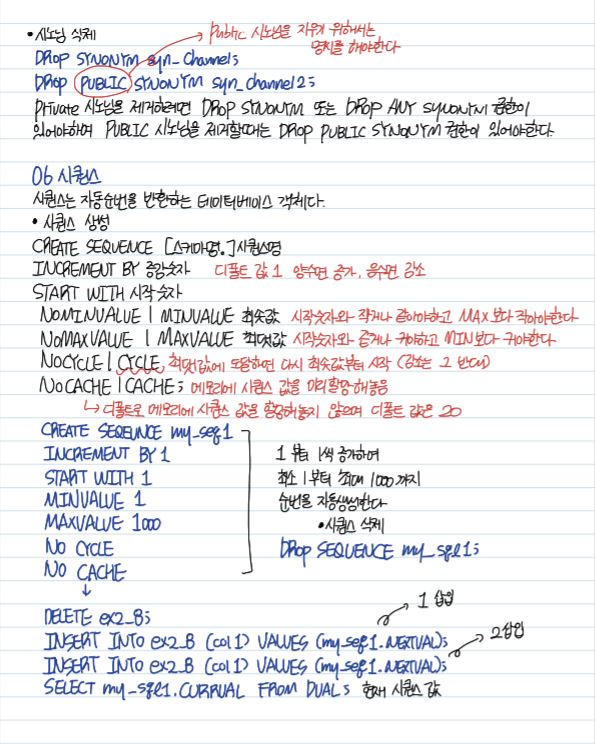 • 시노님 삭제
public 시노님을 지우기 위해서는
명시를 해야한다
DROP SYNONYM syn_channel;
DROP PUBLIC SYNONYM syn_channel2;
private 시노님을 제거하려면 DROP SYNONYM 또는 DROP ANY SYNONYM 권한이
있어야하며 PUBLIC 시노님을 제거할때는 DROP PUBLIC SYNONYM 권한이 있어야한다.
06 시퀀스
시퀀스는 자동순번을 반환하는 데이터베이스 객체다.
• 시퀀스 생성
CREATE SEQUENCE [스키마명.]시퀀스명
INCREMENT BY 증감숫자 디폴트 값 1 양수면 증가, 음수면 감소
START WITH 시작숫자
NOMINVALUE | MINVALUE 최솟값 시작숫자와 작거나 같아야하고 MAX보다 작아야한다
NOMAXVALUE | MAXVALUE 최댓값 시작숫자와 같거나 커야하고 MIN보다 커야한다
NOCYCLE | CYCLE 최댓값에 도달하면 다시 최솟값부터 시작 (감소는 그 반대)
NOCACHE | CACHE; 메모리에 시퀀스 값을 미리 할당해놓음
↳ 디폴트로 메모리에 시퀀스 값을 할당해놓지 않으며 디폴트 값은 20
CREATE SEQEUNCE my_seq1
INCREMENT BY 1
START WITH 1
MINVALUE 1
MAXVALUE 1000
NO CYCLE
NO CACHE
1부터 1씩 증가하여
최소 1부터 최대 1000까지
순번을 자동생성한다
• 시퀀스 삭제
DROP SEQUENCE my_sqe1;
DELETE ex2_8;
1 삽입
INSERT INTO ex2_8 (col1) VALUES (my_seq1.NEXTVAL);
2삽입
INSERT INTO ex2_8 (col1) VALUES (my_seq1.NEXTVAL);
SELECT my_sqe1.CURRVAL FROM DUAL; 현재 시퀀스 값